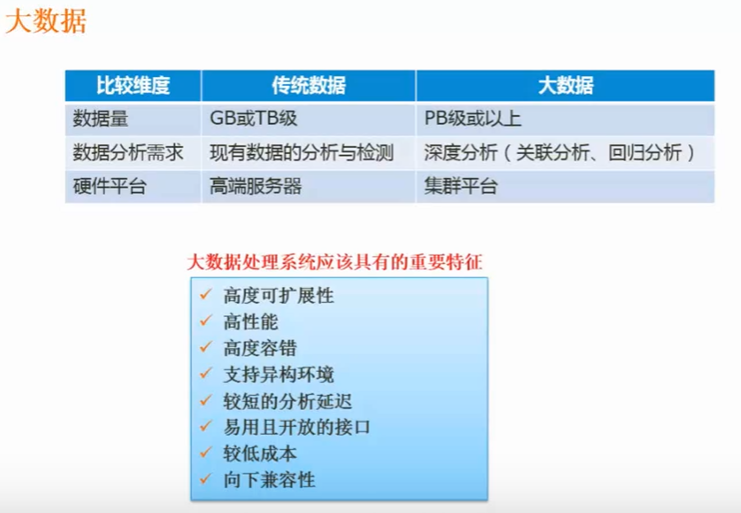 大数据
比较维度 传统数据 大数据
数据量 GB或TB级 PB级或以上
数据分析需求 现有数据的分析与检测 深度分析（关联分析、回归分析）
硬件平台 高端服务器 集群平台
大数据处理系统应该具有的重要特征
✓ 高度可扩展性
✓ 高性能
✓ 高度容错
✓ 支持异构环境
✓ 较短的分析延迟
✓ 易用且开放的接口
✓ 较低成本
✓ 向下兼容性